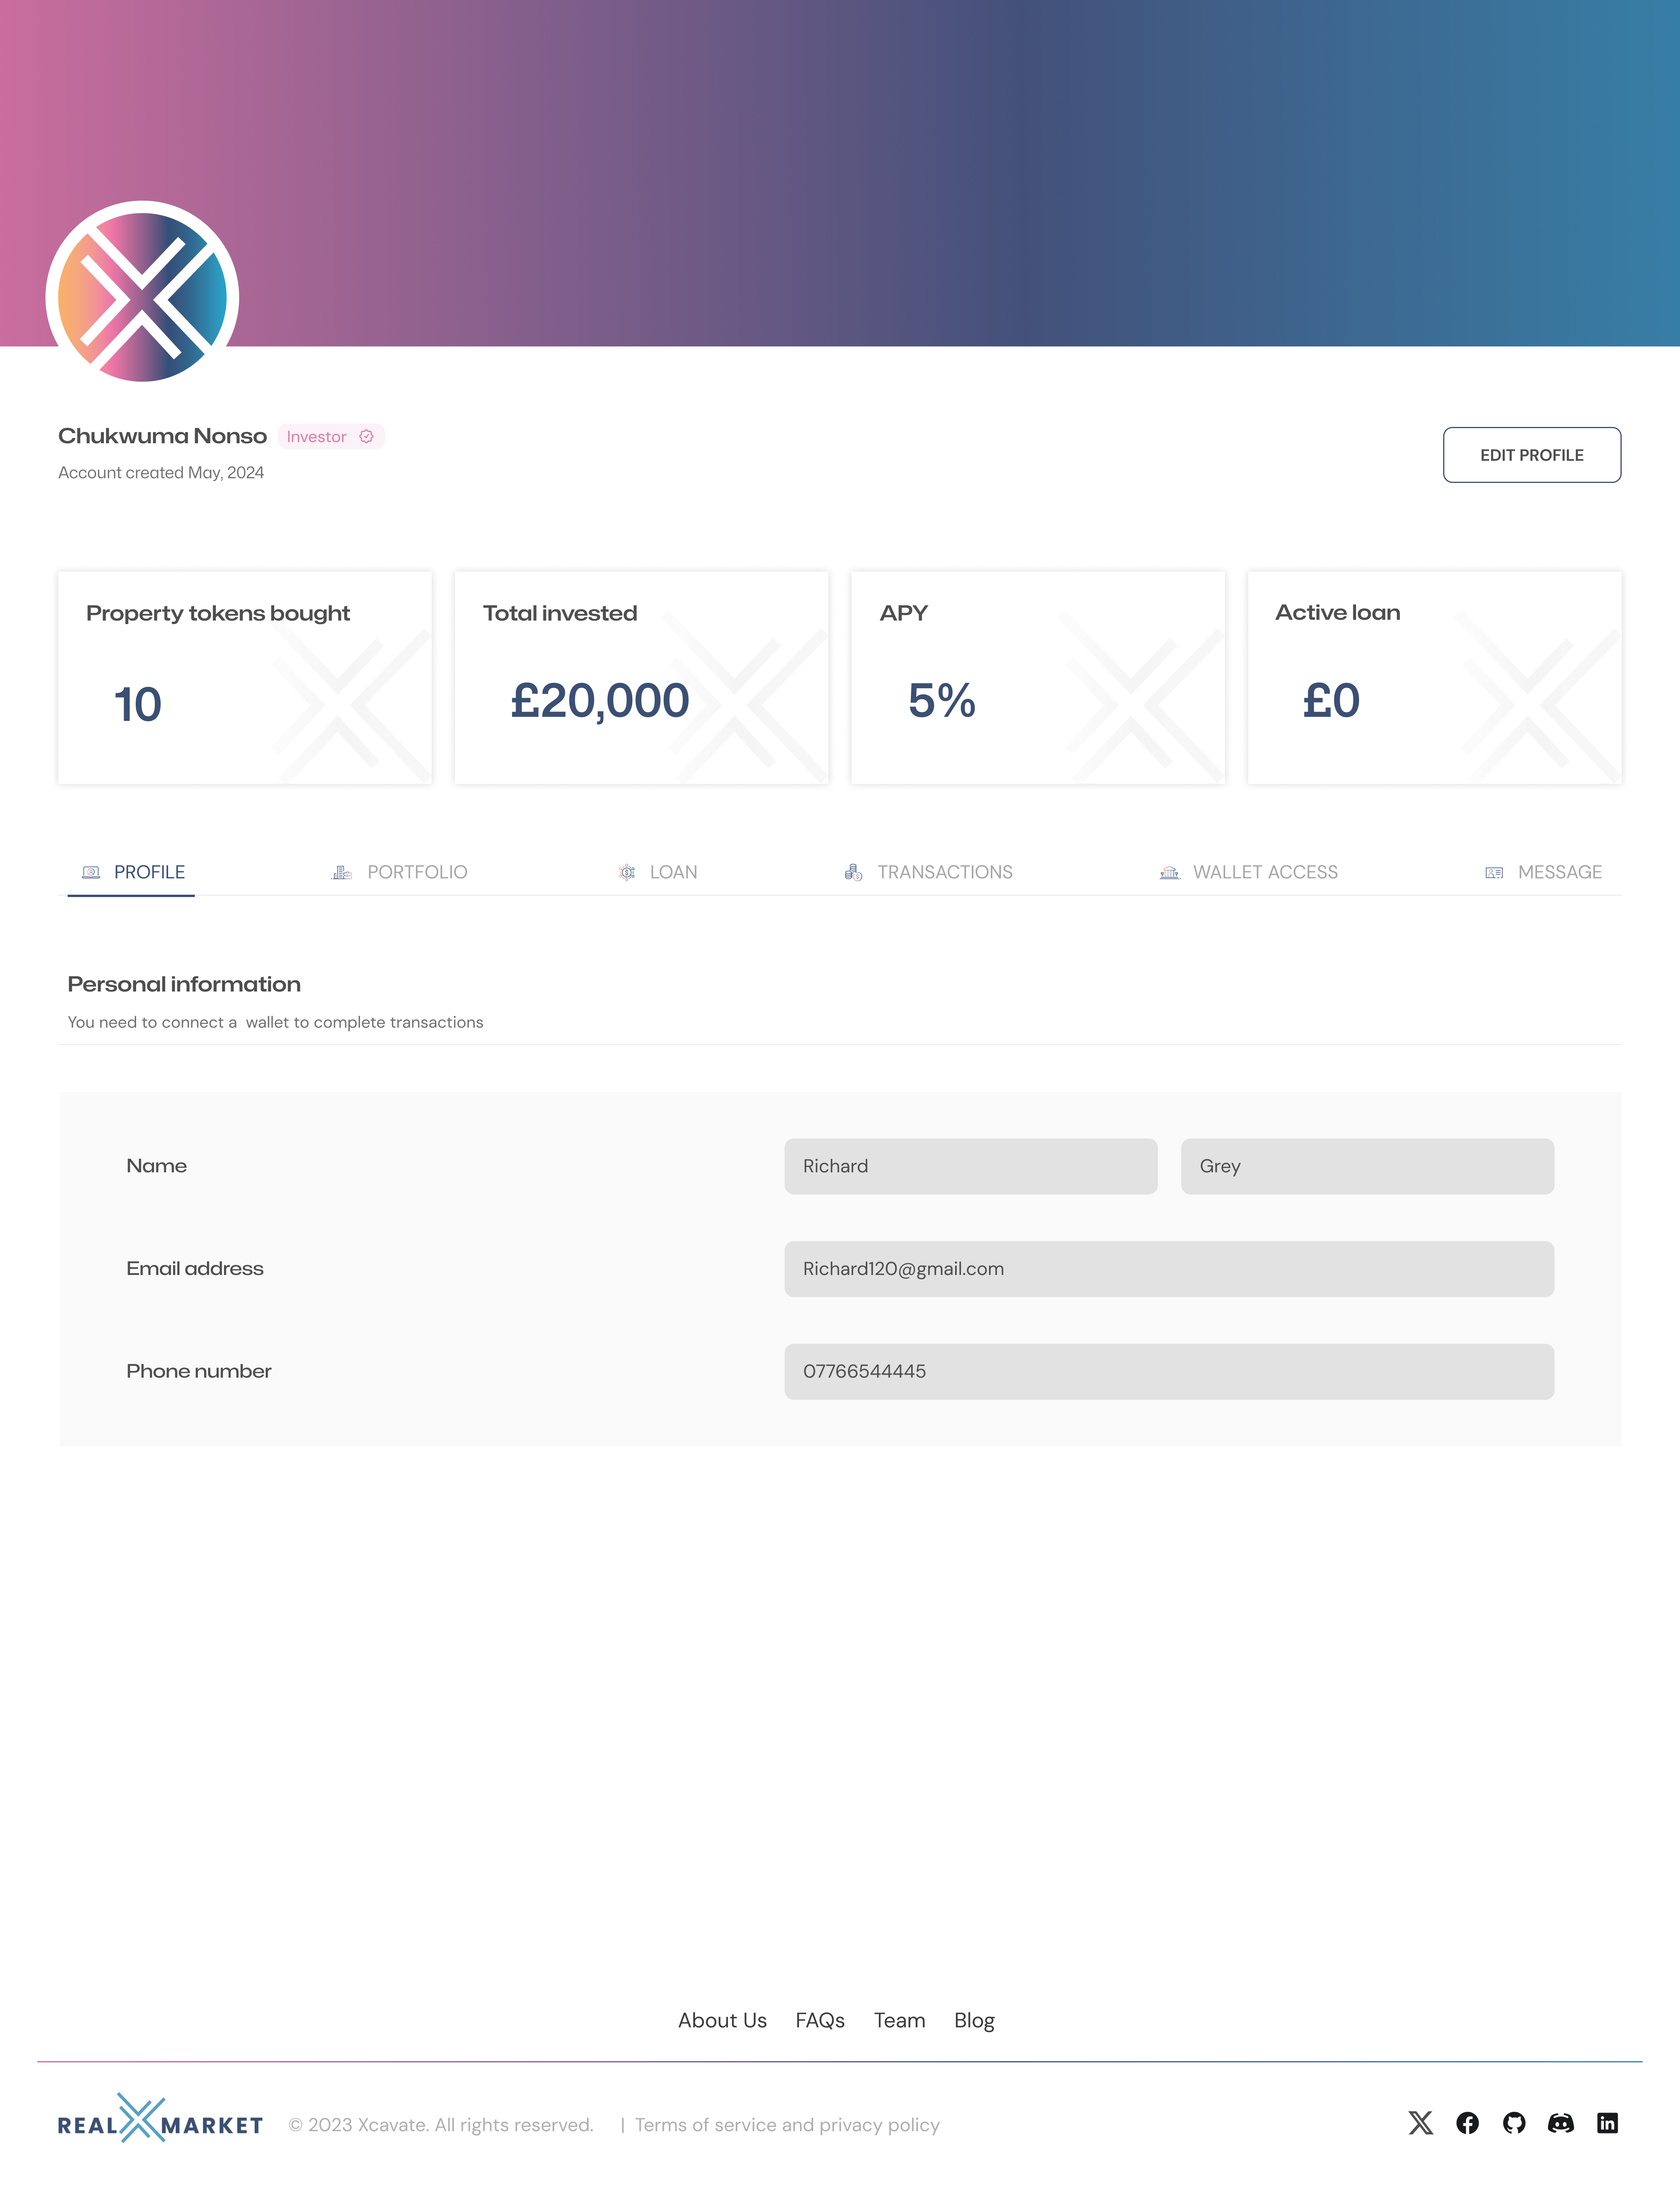 Chukwuma Nonso Investor
Account created May, 2024
EDIT PROFILE
Property tokens bought
10
Total invested
£20,000
APY
5%
Active loan
£0
PROFILE PORTFOLIO LOAN TRANSACTIONS WALLET ACCESS MESSAGE
Personal information
You need to connect a  wallet to complete transactions
Name Richard Grey
Email address Richard120@gmail.com
Phone number 07766544445
About Us FAQs Team Blog
REAL X MARKET © 2023 Xcavate. All rights reserved. | Terms of service and privacy policy